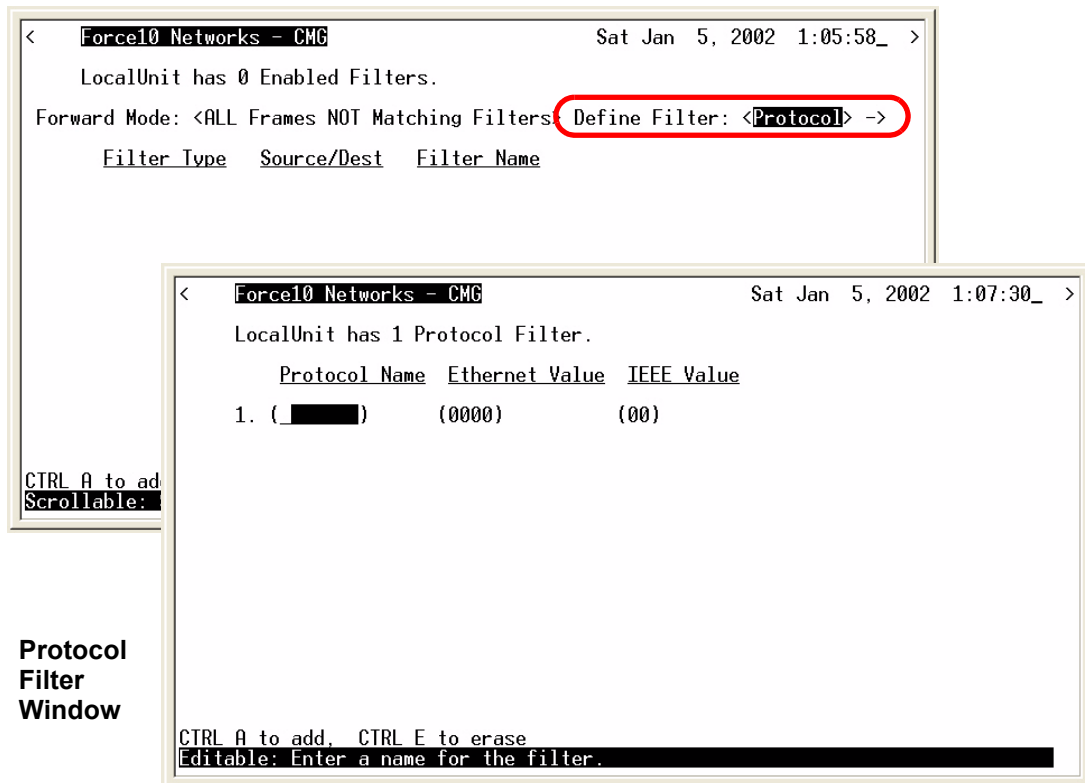 < Force10 Networks - CMG Sat Jan 5, 2002 1:05:58_ >
LocalUnit has 0 Enabled Filters.
Forward Mode: <ALL Frames NOT Matching Filters> Define Filter: <Protocol> ->
Filter Type Source/Dest Filter Name
CTRL A to ad
Scrollable:
< Force10 Networks - CMG Sat Jan 5, 2002 1:07:30_ >
LocalUnit has 1 Protocol Filter.
Protocol Name Ethernet Value IEEE Value
1. (_ ) (0000) (00)
CTRL A to add, CTRL E to erase
Editable: Enter a name for the filter.
Protocol
Filter
Window